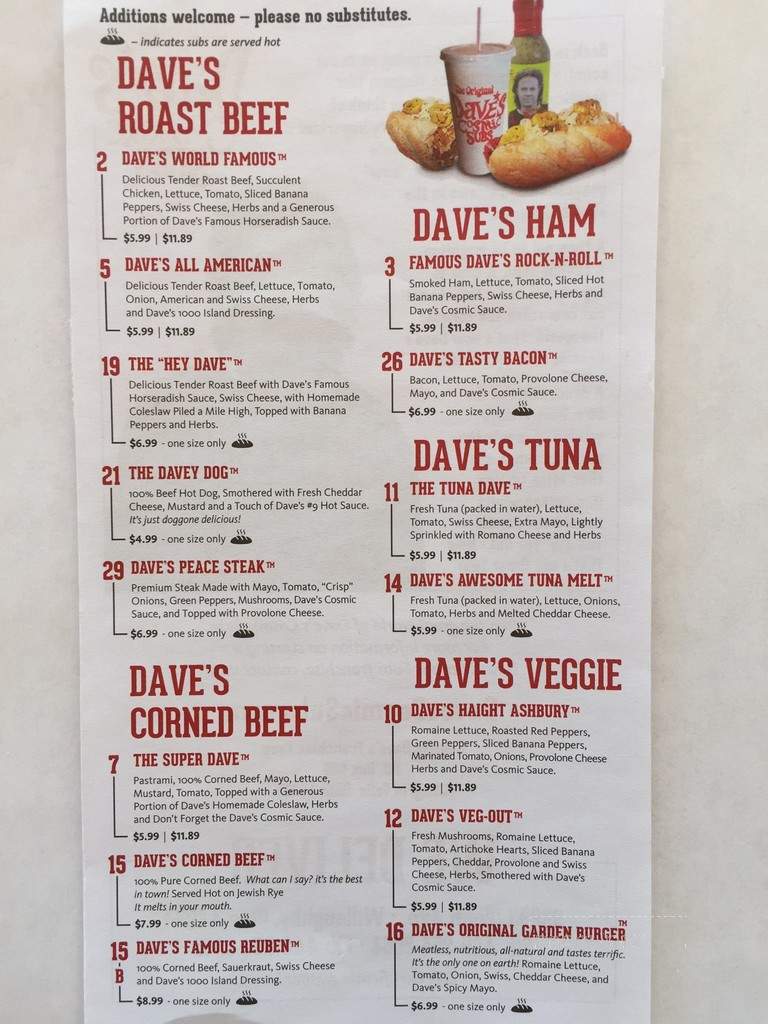 Additions welcome – please no substitutes.
– indicates subs are served hot
DAVE'S
ROAST BEEF
2 DAVE'S WORLD FAMOUS™
Delicious Tender Roast Beef, Succulent
Chicken, Lettuce, Tomato, Sliced Banana
Peppers, Swiss Cheese, Herbs and a Generous
Portion of Dave's Famous Horseradish Sauce.
$5.99 | $11.89
5 DAVE'S ALL AMERICAN™
Delicious Tender Roast Beef, Lettuce, Tomato,
Onion, American and Swiss Cheese, Herbs
and Dave's 1000 Island Dressing.
$5.99 | $11.89
19 THE "HEY DAVE"™
Delicious Tender Roast Beef with Dave's Famous
Horseradish Sauce, Swiss Cheese, with Homemade
Coleslaw Piled a Mile High, Topped with Banana
Peppers and Herbs.
$6.99 - one size only
21 THE DAVEY DOG™
100% Beef Hot Dog, Smothered with Fresh Cheddar
Cheese, Mustard and a Touch of Dave's #9 Hot Sauce.
It's just doggone delicious!
$4.99 - one size only
29 DAVE'S PEACE STEAK™
Premium Steak Made with Mayo, Tomato, "Crisp"
Onions, Green Peppers, Mushrooms, Dave's Cosmic
Sauce, and Topped with Provolone Cheese.
$6.99 - one size only
DAVE'S
CORNED BEEF
7 THE SUPER DAVE™
Pastrami, 100% Corned Beef, Mayo, Lettuce,
Mustard, Tomato, Topped with a Generous
Portion of Dave's Homemade Coleslaw, Herbs
and Don't Forget the Dave's Cosmic Sauce.
$5.99 | $11.89
15 DAVE'S CORNED BEEF™
100% Pure Corned Beef. What can I say? it's the best
in town! Served Hot on Jewish Rye
It melts in your mouth.
$7.99 - one size only
15 B DAVE'S FAMOUS REUBEN™
100% Corned Beef, Sauerkraut, Swiss Cheese
and Dave's 1000 Island Dressing.
$8.99 - one size only
The Original
Dave's
COSMIC
SUBS
DAVE'S HAM
3 FAMOUS DAVE'S ROCK-N-ROLL™
Smoked Ham, Lettuce, Tomato, Sliced Hot
Banana Peppers, Swiss Cheese, Herbs and
Dave's Cosmic Sauce.
$5.99 | $11.89
26 DAVE'S TASTY BACON™
Bacon, Lettuce, Tomato, Provolone Cheese,
Mayo, and Dave's Cosmic Sauce.
$6.99 - one size only
DAVE'S TUNA
11 THE TUNA DAVE™
Fresh Tuna (packed in water), Lettuce,
Tomato, Swiss Cheese, Extra Mayo, Lightly
Sprinkled with Romano Cheese and Herbs
$5.99 | $11.89
14 DAVE'S AWESOME TUNA MELT™
Fresh Tuna (packed in water), Lettuce, Onions,
Tomato, Herbs and Melted Cheddar Cheese.
$5.99 - one size only
DAVE'S VEGGIE
10 DAVE'S HAIGHT ASHBURY™
Romaine Lettuce, Roasted Red Peppers,
Green Peppers, Sliced Banana Peppers,
Marinated Tomato, Onions, Provolone Cheese
Herbs and Dave's Cosmic Sauce.
$5.99 | $11.89
12 DAVE'S VEG-OUT™
Fresh Mushrooms, Romaine Lettuce,
Tomato, Artichoke Hearts, Sliced Banana
Peppers, Cheddar, Provolone and Swiss
Cheese, Herbs, Smothered with Dave's
Cosmic Sauce.
$5.99 | $11.89
16 DAVE'S ORIGINAL GARDEN BURGER™
Meatless, nutritious, all-natural and tastes terrific.
It's the only one on earth! Romaine Lettuce,
Tomato, Onion, Swiss, Cheddar Cheese, and
Dave's Spicy Mayo.
$6.99 - one size only